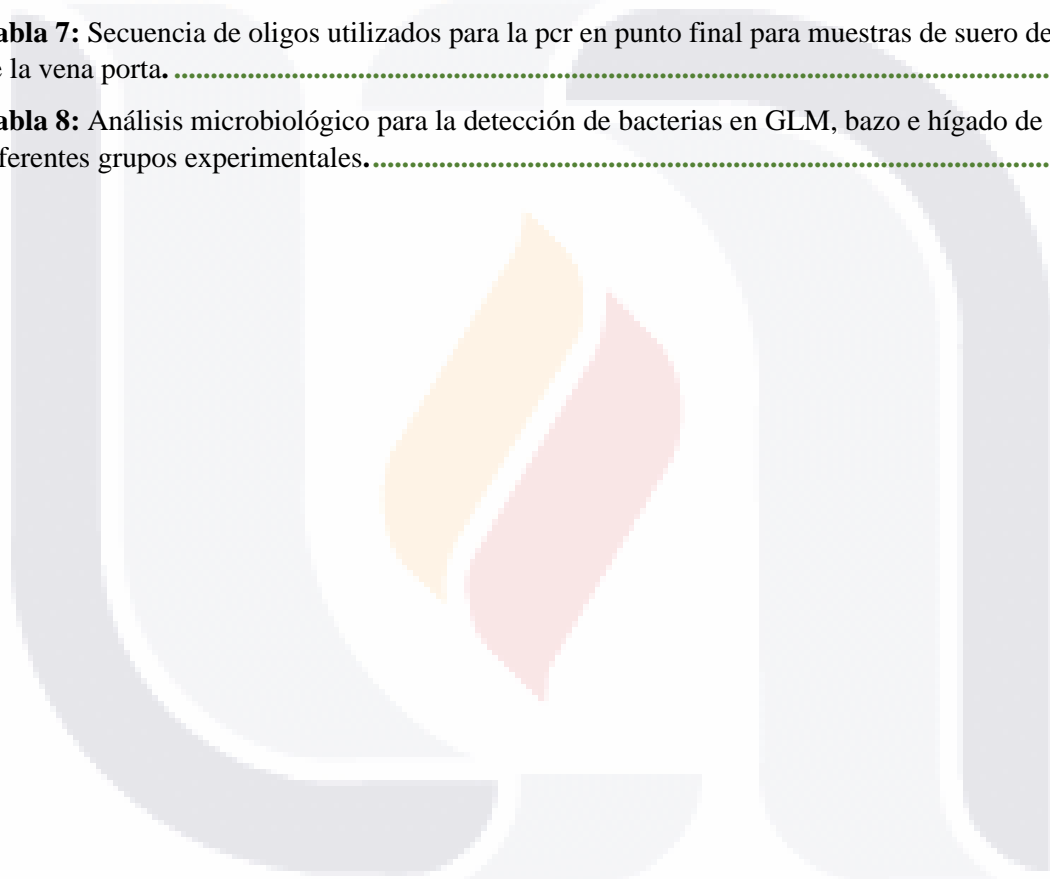 abla 7: Secuencia de oligos utilizados para la pcr en punto final para muestras de suero de
e la vena porta. ................................................................................
abla 8: Análisis microbiológico para la detección de bacterias en GLM, bazo e hígado de
iferentes grupos experimentales. ................................................................................